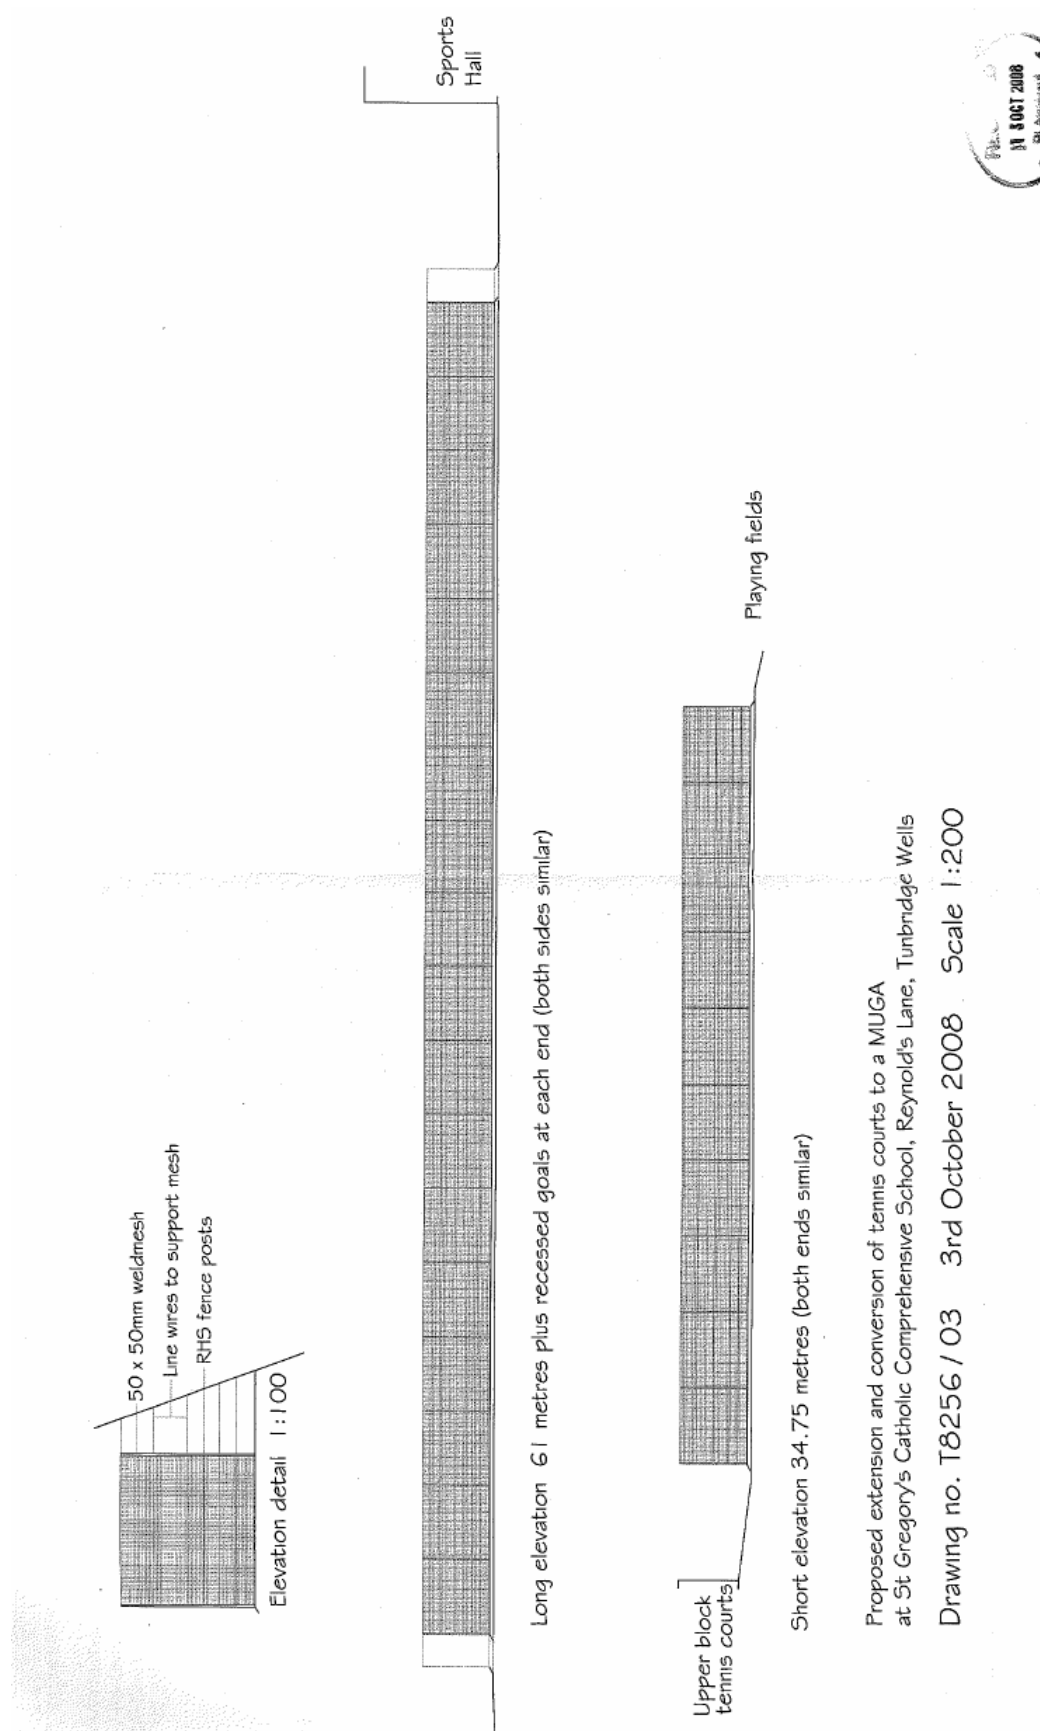 Sports
Hall
50 x 50mm weldmesh
Line wires to support mesh
RHS fence posts
Elevation detail 1:100
Long elevation 61 metres plus recessed goals at each end (both sides similar)
Playing fields
Upper block
tennis courts
Short elevation 34.75 metres (both ends similar)
Proposed extension and conversion of tennis courts to a MUGA
at St Gregory's Catholic Comprehensive School, Reynold's Lane, Tunbridge Wells
Drawing no. T8256 / 03 3rd October 2008 Scale 1:200
OCT 2008